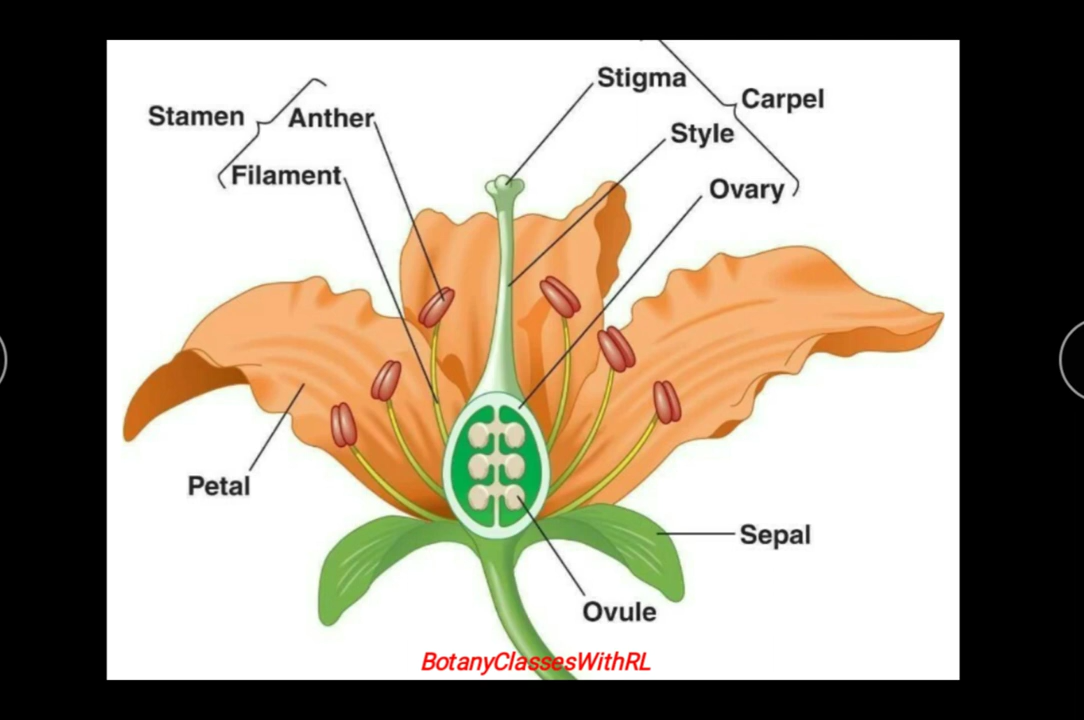 Stigma
Carpel
Stamen
Anther
Style
Filament
Ovary
Petal
Sepal
Ovule
BotanyClassesWithRL